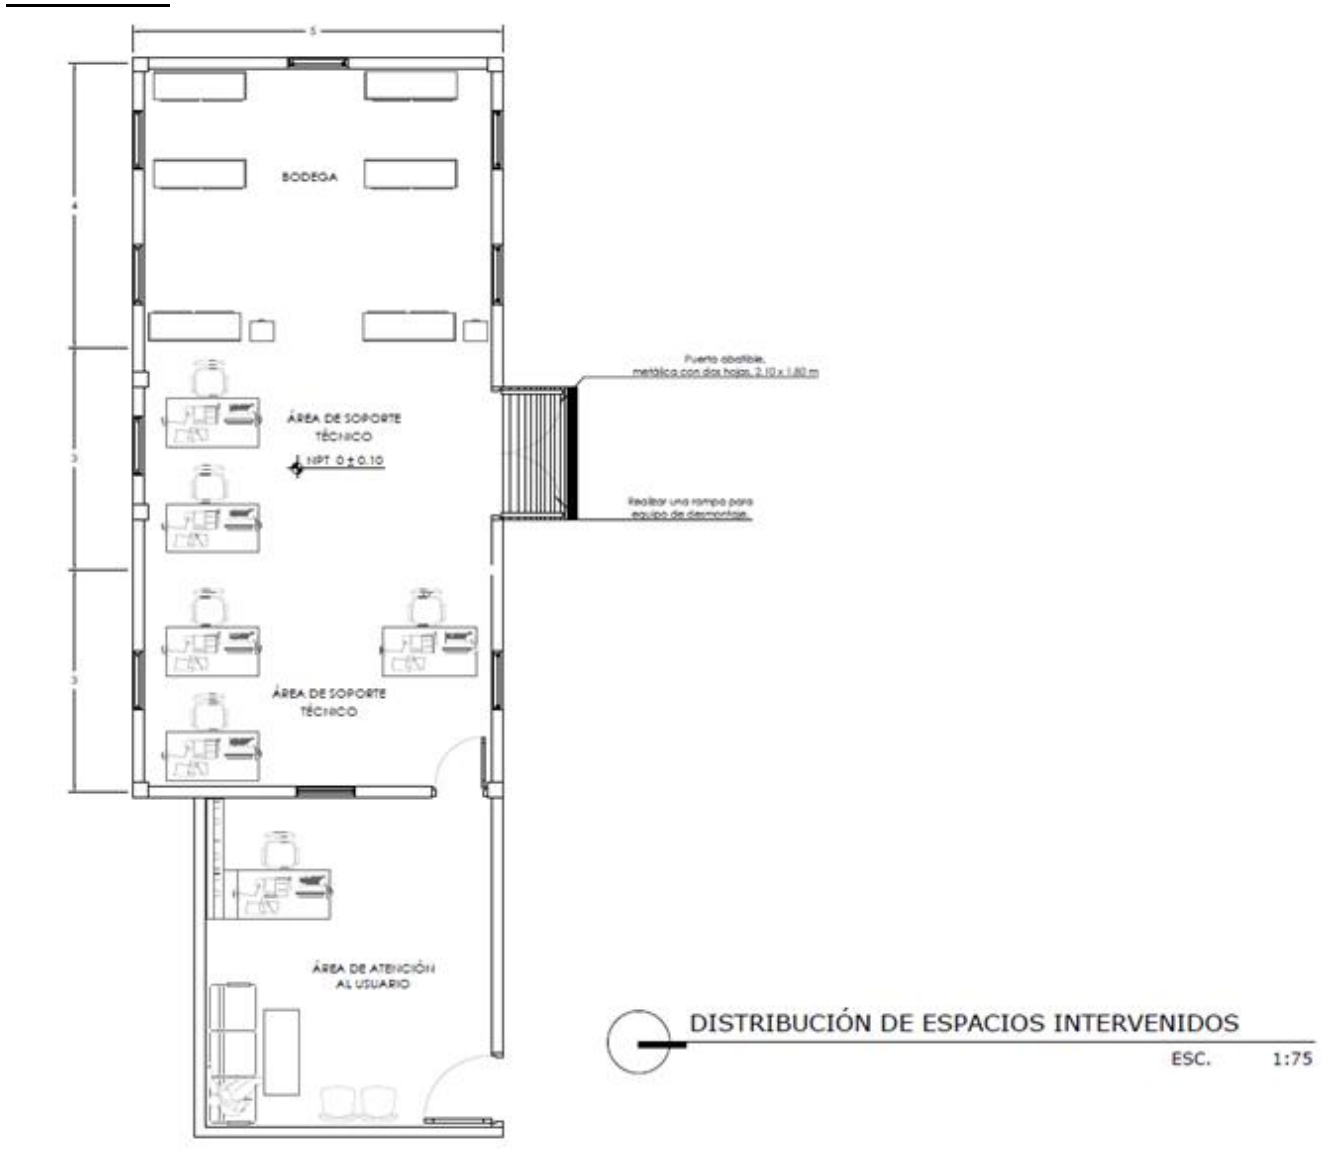 5
4
BODEGA
Puerta abatible,
metálica con dos hojas, 2.10 x 1.80 m
ÁREA DE SOPORTE
TÉCNICO
NPT 0 ± 0.10
3
Realizar una rampa para
equipo de desmontaje.
3
ÁREA DE SOPORTE
TÉCNICO
ÁREA DE ATENCIÓN
AL USUARIO
DISTRIBUCIÓN DE ESPACIOS INTERVENIDOS
ESC. 1:75